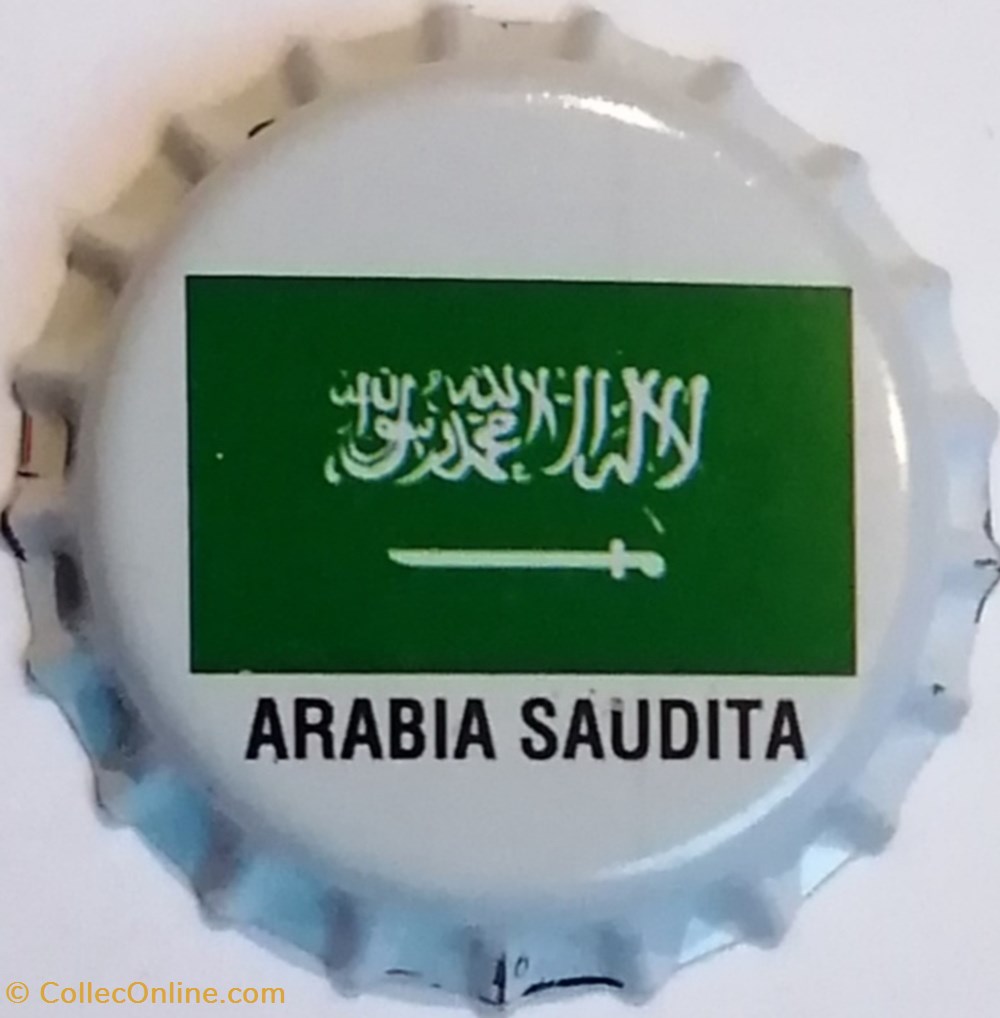 لا إله إلا الله محمد رسول الله
ARABIA SAUDITA
© CollecOnline.com